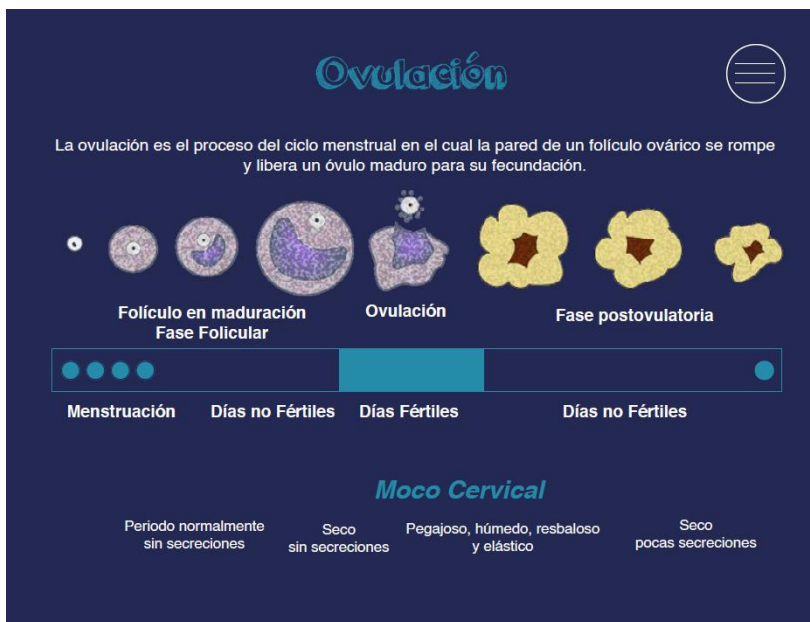 Ovulación
La ovulación es el proceso del ciclo menstrual en el cual la pared de un folículo ovárico se rompe
y libera un óvulo maduro para su fecundación.
Folículo en maduración
Fase Folicular
Ovulación
Fase postovulatoria
Menstruación
Días no Fértiles
Días Fértiles
Días no Fértiles
Moco Cervical
Periodo normalmente
sin secreciones
Seco
sin secreciones
Pegajoso, húmedo, resbaloso
y elástico
Seco
pocas secreciones